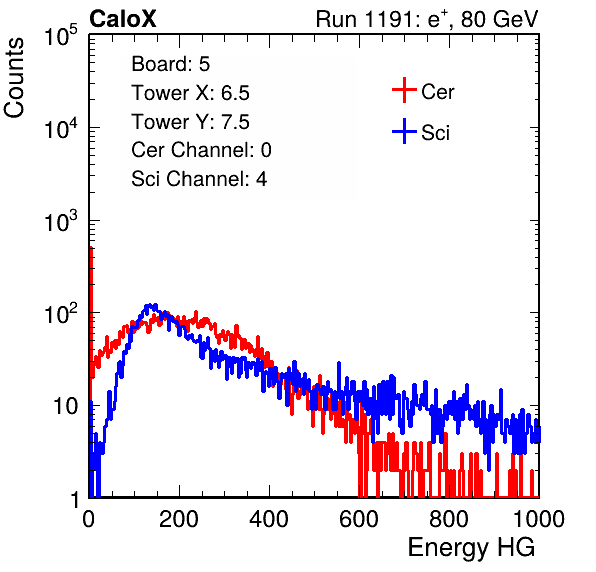 CaloX Run 1191: e⁺, 80 GeV
Counts
10⁵
10⁴
10³
10²
10
1
Board: 5
Tower X: 6.5
Tower Y: 7.5
Cer Channel: 0
Sci Channel: 4
Cer
Sci
0 200 400 600 800 1000
Energy HG